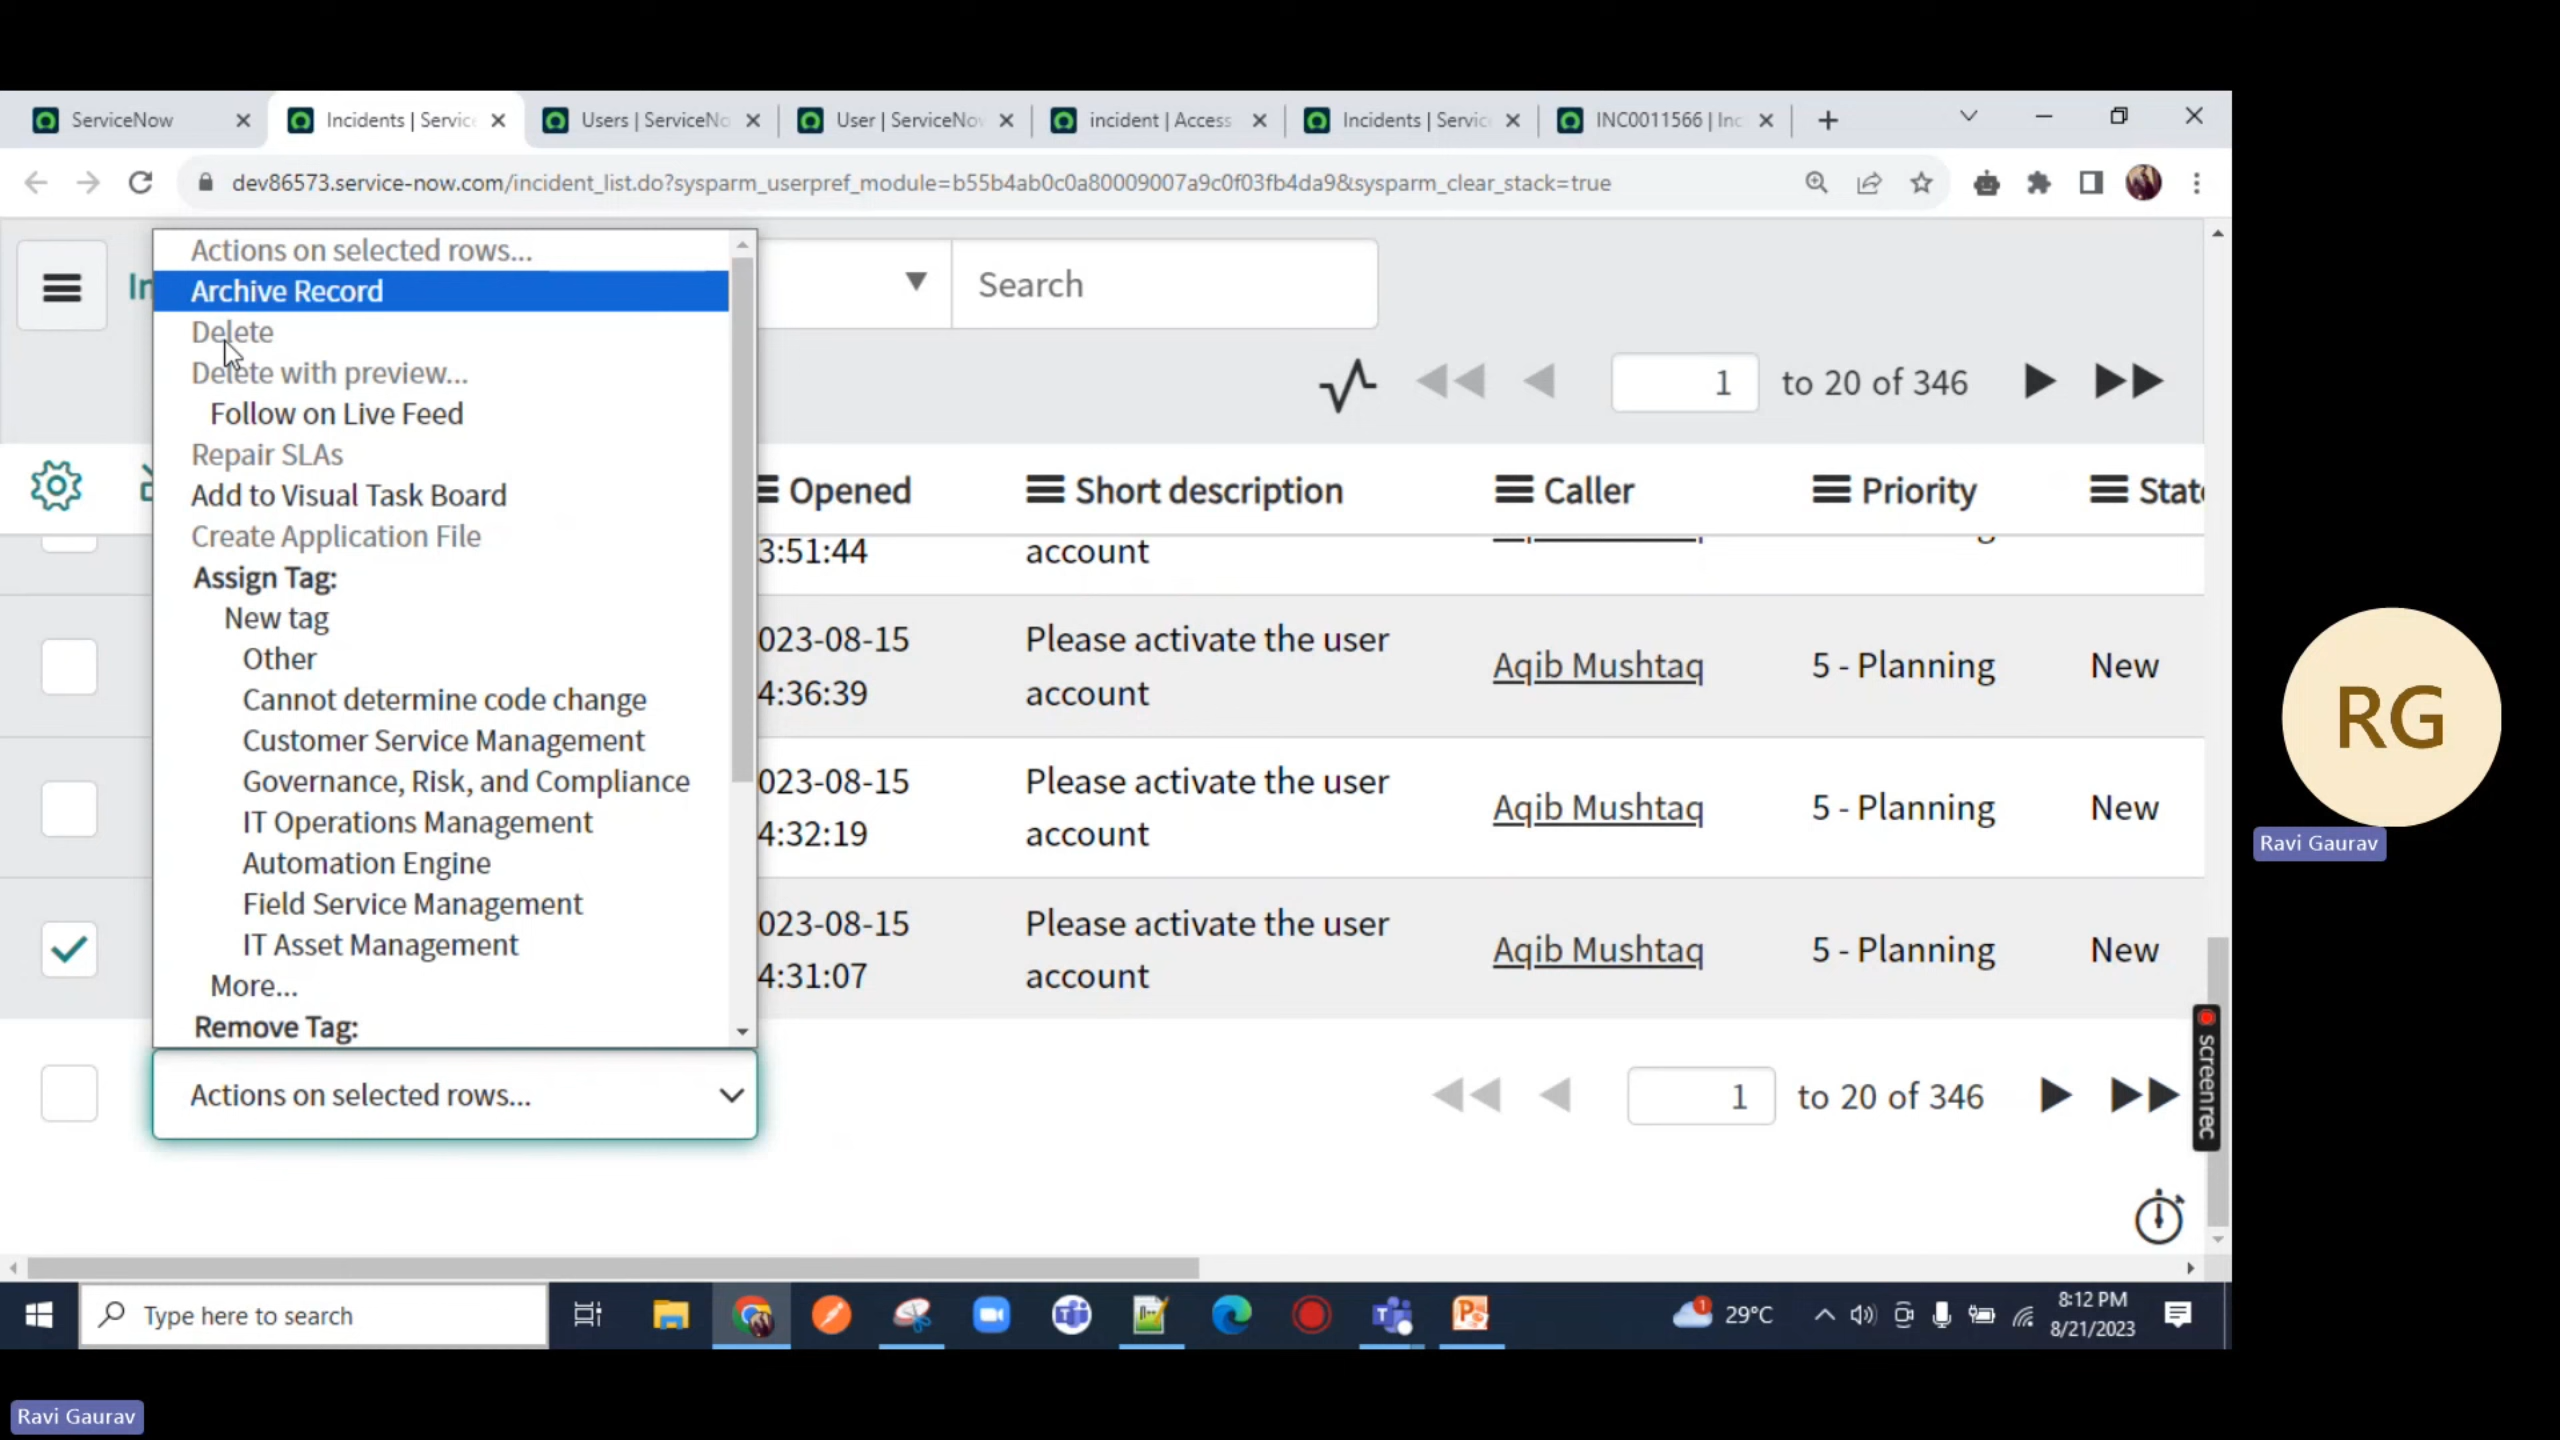 ServiceNow
Incidents | Servic
Users | ServiceNo
User | ServiceNov
incident | Access
Incidents | Servic
INC0011566 | Inc
dev86573.service-now.com/incident_list.do?sysparm_userpref_module=b55b4ab0c0a80009007a9c0f03fb4da9&sysparm_clear_stack=true
In
Search
Actions on selected rows...
Archive Record
Delete
Delete with preview...
Follow on Live Feed
Repair SLAs
Add to Visual Task Board
Create Application File
Assign Tag:
New tag
Other
Cannot determine code change
Customer Service Management
Governance, Risk, and Compliance
IT Operations Management
Automation Engine
Field Service Management
IT Asset Management
More...
Remove Tag:
Actions on selected rows...
1 to 20 of 346
Opened Short description Caller Priority State
3:51:44 account
023-08-15 Please activate the user
4:36:39 account
Aqib Mushtaq 5 - Planning New
023-08-15 Please activate the user
4:32:19 account
Aqib Mushtaq 5 - Planning New
023-08-15 Please activate the user
4:31:07 account
Aqib Mushtaq 5 - Planning New
1 to 20 of 346
screenrec
RG
Ravi Gaurav
Type here to search
1
29°C
8:12 PM
8/21/2023
Ravi Gaurav